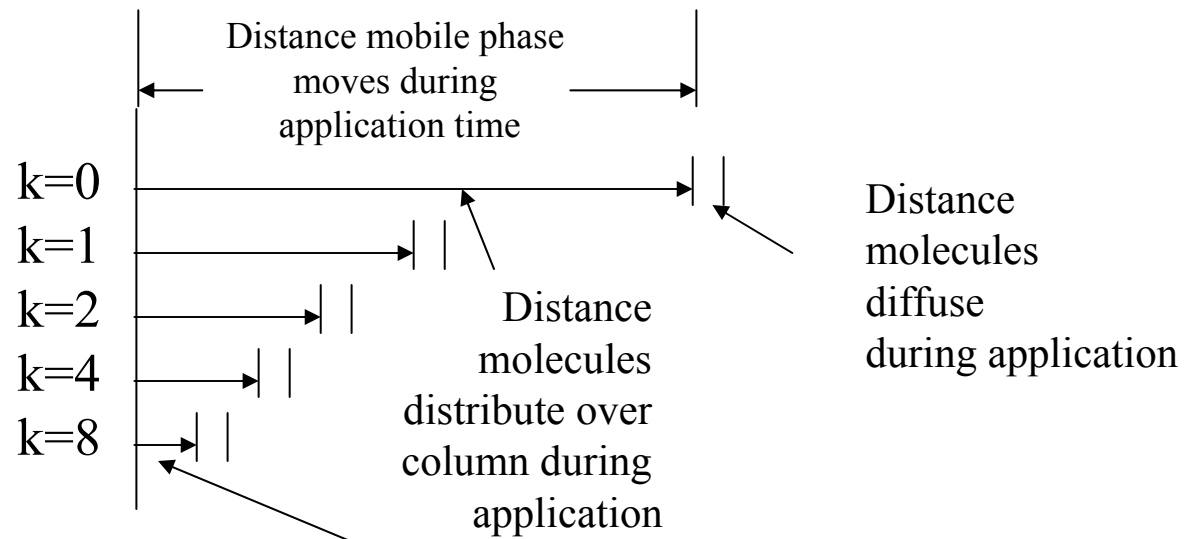 Distance mobile phase
moves during
application time
k=0
k=1
k=2
k=4
k=8
Distance
molecules
diffuse
during application
Distance
molecules
distribute over
column during
application